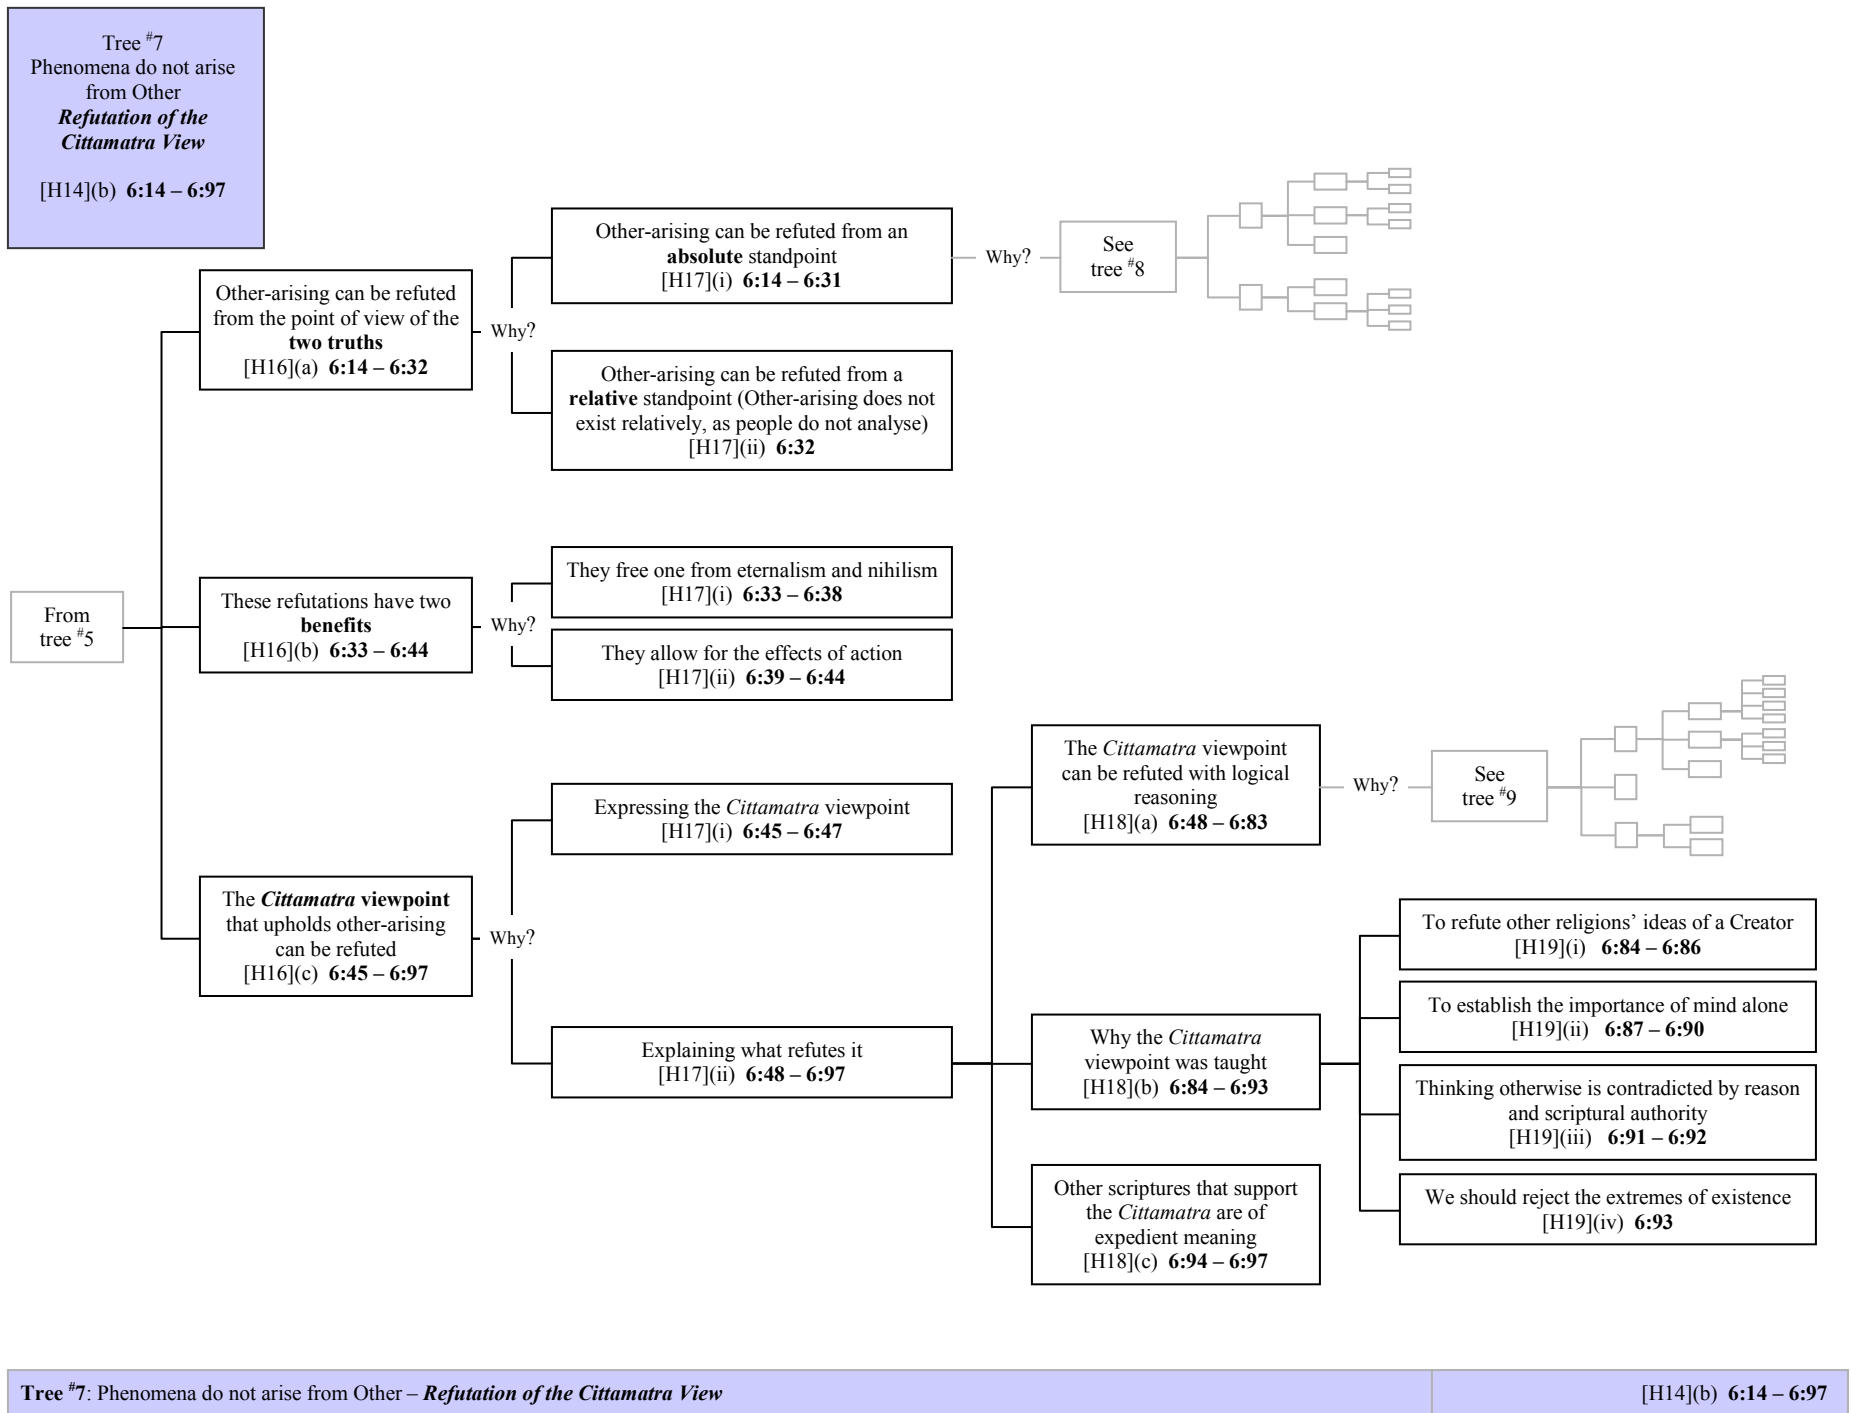 Tree #7
Phenomena do not arise
from Other
Refutation of the
Cittamatra View
[H14](b) 6:14 – 6:97
From
tree #5
Other-arising can be refuted
from the point of view of the
two truths
[H16](a) 6:14 – 6:32
Why?
Other-arising can be refuted from an
absolute standpoint
[H17](i) 6:14 – 6:31
Why?
See
tree #8
Other-arising can be refuted from a
relative standpoint (Other-arising does not
exist relatively, as people do not analyse)
[H17](ii) 6:32
These refutations have two
benefits
[H16](b) 6:33 – 6:44
Why?
They free one from eternalism and nihilism
[H17](i) 6:33 – 6:38
They allow for the effects of action
[H17](ii) 6:39 – 6:44
The Cittamatra viewpoint
that upholds other-arising
can be refuted
[H16](c) 6:45 – 6:97
Why?
Expressing the Cittamatra viewpoint
[H17](i) 6:45 – 6:47
Explaining what refutes it
[H17](ii) 6:48 – 6:97
The Cittamatra viewpoint
can be refuted with logical
reasoning
[H18](a) 6:48 – 6:83
Why?
See
tree #9
Why the Cittamatra
viewpoint was taught
[H18](b) 6:84 – 6:93
To refute other religions’ ideas of a Creator
[H19](i) 6:84 – 6:86
To establish the importance of mind alone
[H19](ii) 6:87 – 6:90
Thinking otherwise is contradicted by reason
and scriptural authority
[H19](iii) 6:91 – 6:92
We should reject the extremes of existence
[H19](iv) 6:93
Other scriptures that support
the Cittamatra are of
expedient meaning
[H18](c) 6:94 – 6:97
Tree #7: Phenomena do not arise from Other – Refutation of the Cittamatra View
[H14](b) 6:14 – 6:97